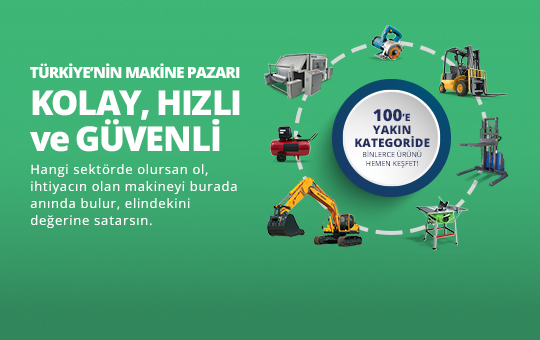 TÜRKİYE'NİN MAKİNE PAZARI
KOLAY, HIZLI
ve GÜVENLİ
Hangi sektörde olursan ol,
ihtiyacın olan makineyi burada
anında bulur, elindekini
değerine satarsın.
100'E
YAKIN
KATEGORİDE
BİNLERCE ÜRÜNÜ
HEMEN KEŞFET!